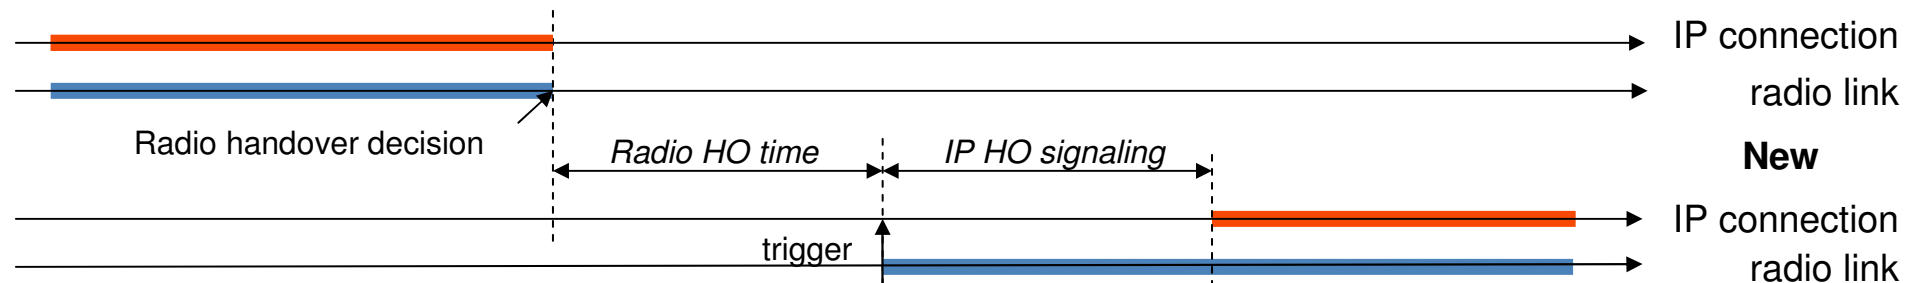 IP connection
radio link
Radio handover decision
Radio HO time
IP HO signaling
New
IP connection
trigger
radio link